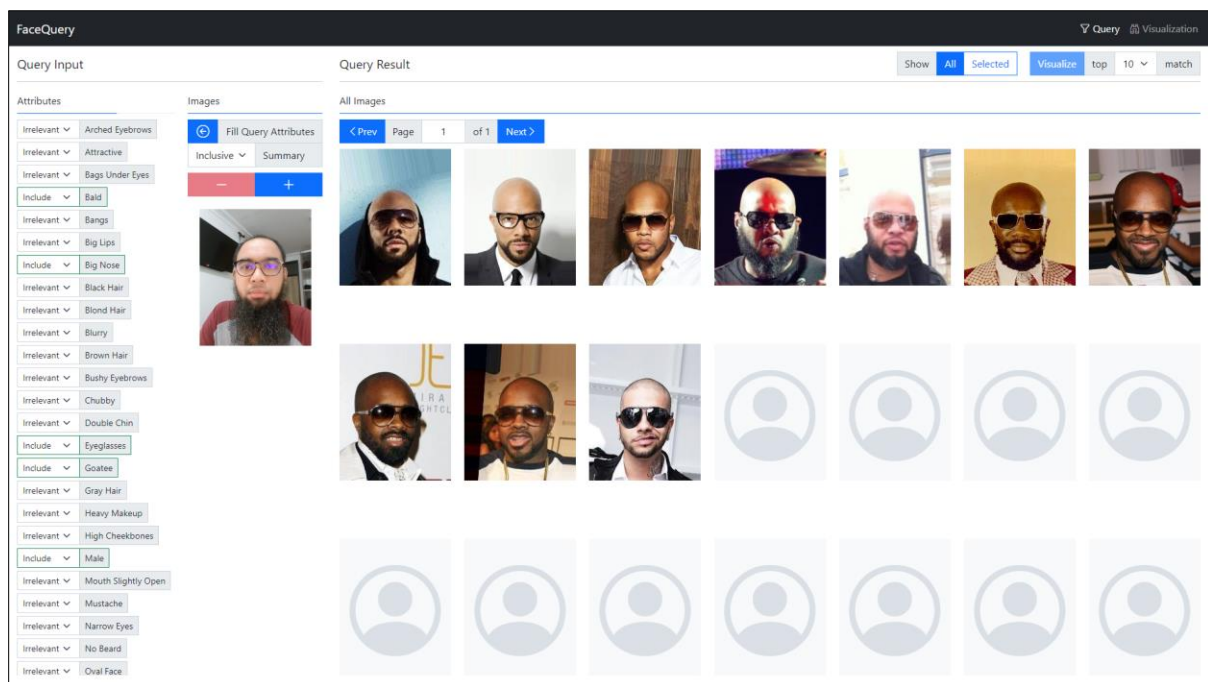 FaceQuery
Query Visualization
Query Input
Query Result
Show All Selected Visualize top 10 match
Attributes
Images
All Images
Irrelevant Arched Eyebrows
Irrelevant Attractive
Irrelevant Bags Under Eyes
Include Bald
Irrelevant Bangs
Irrelevant Big Lips
Include Big Nose
Irrelevant Black Hair
Irrelevant Blond Hair
Irrelevant Blurry
Irrelevant Brown Hair
Irrelevant Bushy Eyebrows
Irrelevant Chubby
Irrelevant Double Chin
Include Eyeglasses
Include Goatee
Irrelevant Gray Hair
Irrelevant Heavy Makeup
Irrelevant High Cheekbones
Include Male
Irrelevant Mouth Slightly Open
Irrelevant Mustache
Irrelevant Narrow Eyes
Irrelevant No Beard
Irrelevant Oval Face
Fill Query Attributes
Inclusive Summary
− +
< Prev Page 1 of 1 Next >